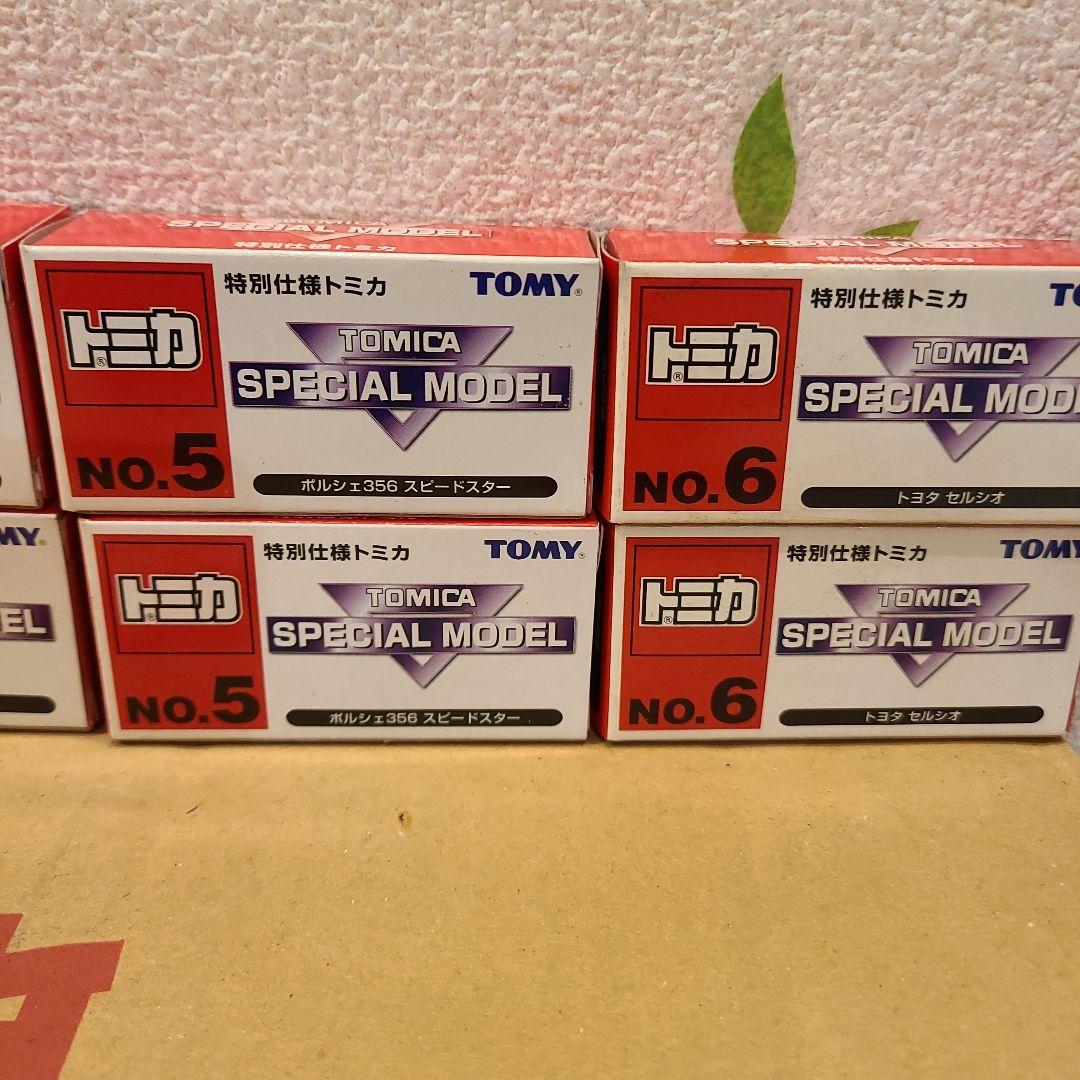 SPECIAL MODEL
特別仕様トミカ
特別仕様トミカ
TOMY®
トミカ®
TOMICA
SPECIAL MODEL
NO.5
ポルシェ356 スピードスター
SPECIAL MODEL
特別仕様トミカ
特別仕様トミカ
トミカ®
TOMICA
SPECIAL
NO.6
トヨタ セルシオ
特別仕様トミカ
TOMY®
トミカ®
TOMICA
SPECIAL MODEL
NO.5
ポルシェ356 スピードスター
特別仕様トミカ
TOMY
トミカ®
TOMICA
SPECIAL MODEL
NO.6
トヨタ セルシオ